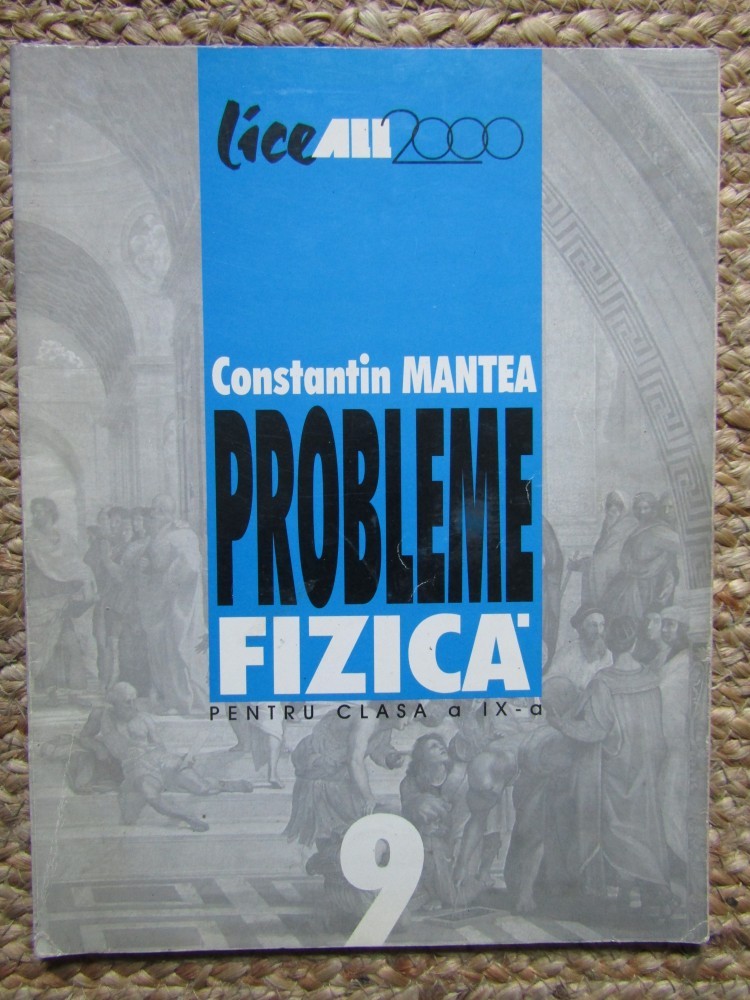 liceALL2000
Constantin MANTEA
PROBLEME
FIZICĂ
PENTRU CLASA a IX-a
9